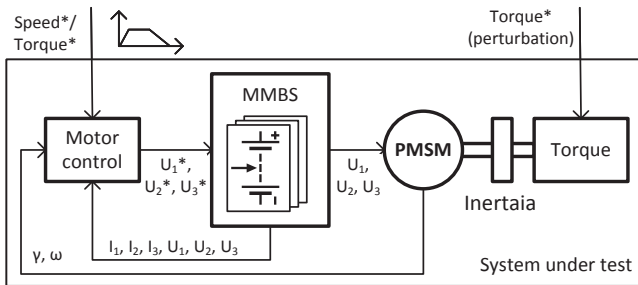 Speed*/
Torque*
Torque*
(perturbation)
MMBS
Motor
control
U₁*,
U₂*, U₃*
+
I
U₁,
U₂, U₃
PMSM
Torque
Inertaia
I₁, I₂, I₃, U₁, U₂, U₃
γ, ω
System under test